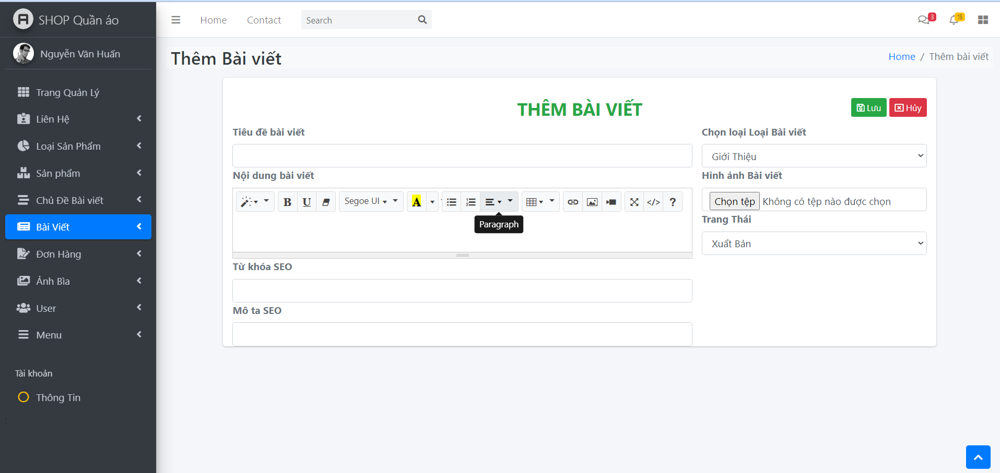 SHOP Quần áo
Home
Contact
Search
3
15
Nguyễn Văn Huấn
Thêm Bài viết
Home / Thêm bài viết
Trang Quản Lý
Liên Hệ
Loại Sản Phẩm
Sản phẩm
Chủ Đề Bài viết
Bài Viết
Đơn Hàng
Ảnh Bìa
User
Menu
Tài khoản
Thông Tin
;
THÊM BÀI VIẾT
Lưu
Hủy
Tiêu đề bài viết
Nội dung bài viết
B U Segoe UI A </> ?
Paragraph
Từ khóa SEO
Mô ta SEO
Chọn loại Loại Bài viết
Giới Thiệu
Hình ảnh Bài viết
Chọn tệp Không có tệp nào được chọn
Trang Thái
Xuất Bản